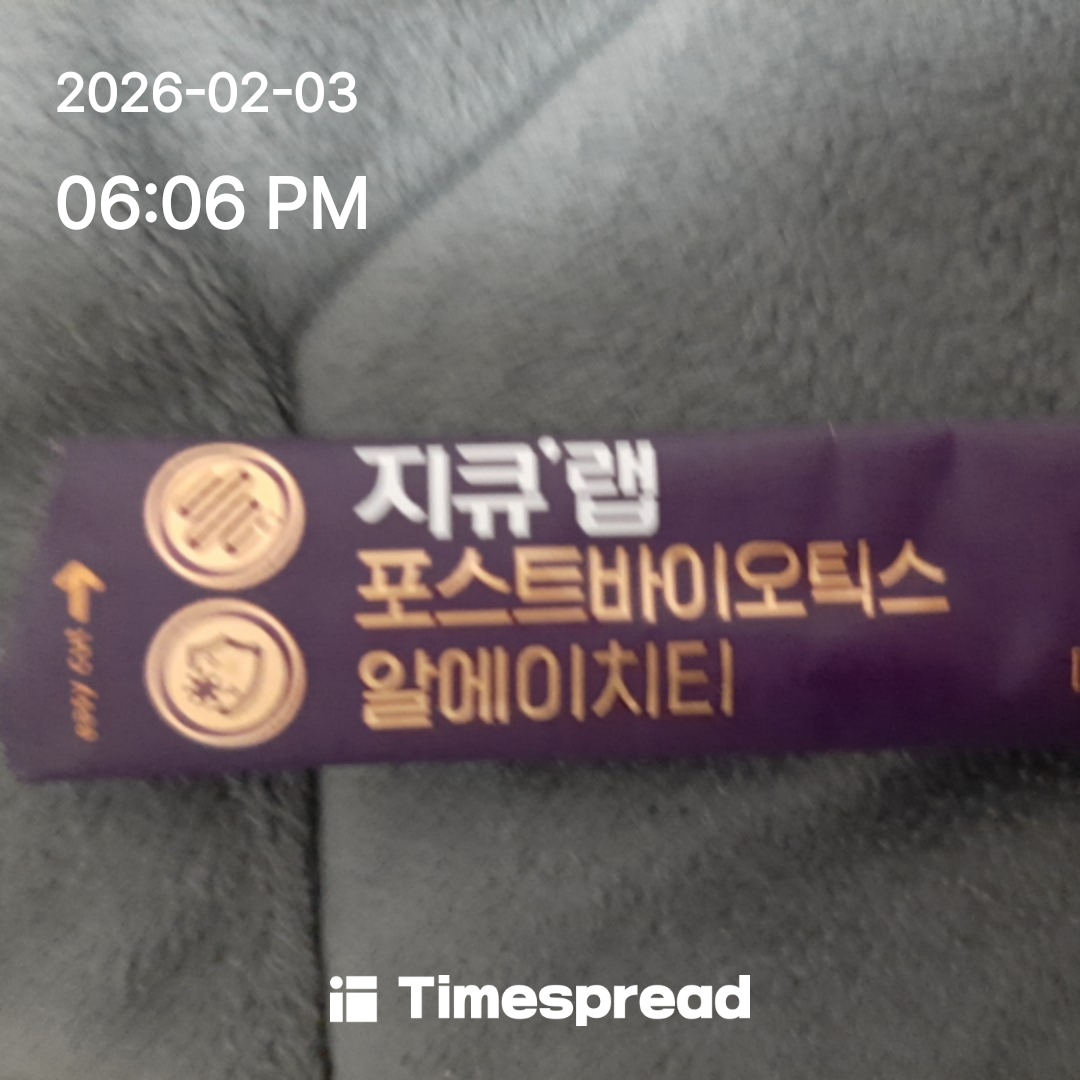 2026-02-03
06:06 PM
지큐랩
포스트바이오틱스
알에이치티
Timespread